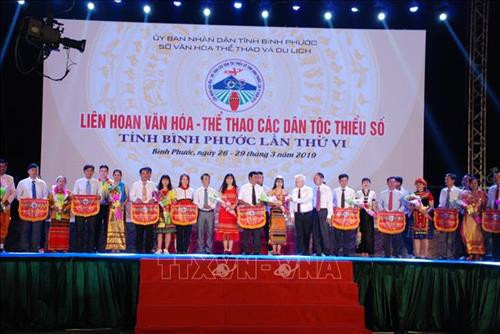 ỦY BAN NHÂN DÂN TỈNH BÌNH PHƯỚC
SỞ VĂN HÓA THỂ THAO VÀ DU LỊCH
LIÊN HOAN VĂN HÓA - THỂ THAO CÁC DÂN TỘC THIỂU SỐ
TỈNH BÌNH PHƯỚC LẦN THỨ VI
Bình Phước, ngày 26 - 29 tháng 3 năm 2019
TTXVN-VNA